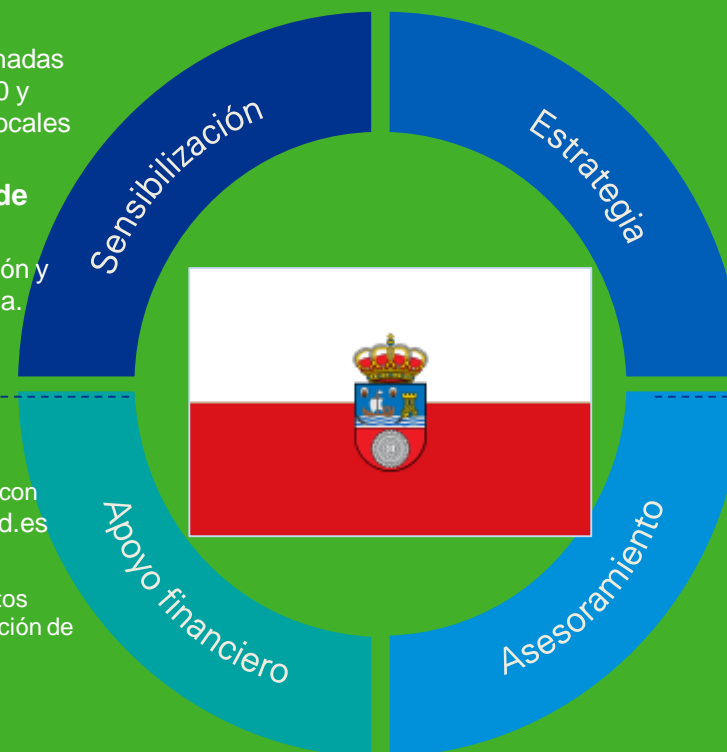 nadas
0 y
ocales
de
ón y
a.
Sensibilización
Estrategia
con
d.es
tos
ción de
Apoyo financiero
Asesoramiento